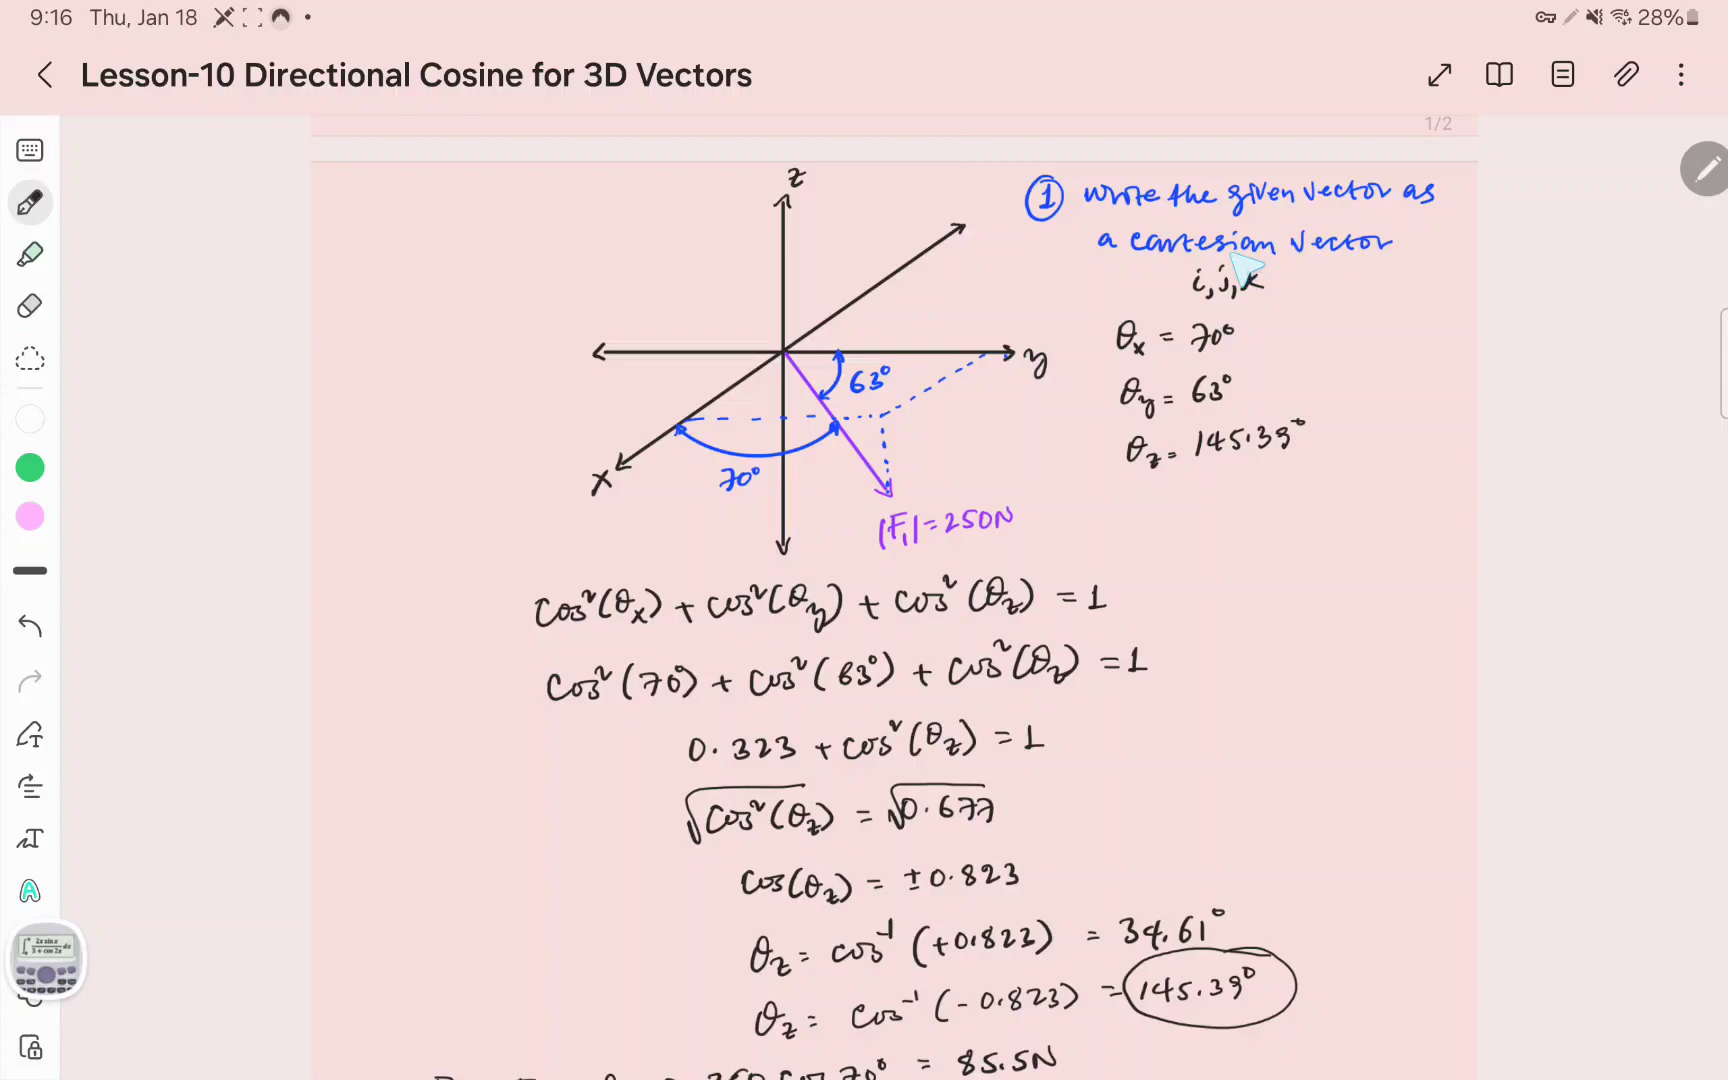 9:16 Thu, Jan 18
28%
Lesson-10 Directional Cosine for 3D Vectors
1/2
z
① Write the given vector as
a cartesian vector
i, j, k
θx = 70°
y
63°
θy = 63°
θz = 145.39°
x
70°
|F₁| = 250N
cos²(θx) + cos²(θy) + cos²(θz) = 1
cos²(70°) + cos²(63°) + cos²(θz) = 1
0.323 + cos²(θz) = 1
√cos²(θz) = √0.677
cos(θz) = ±0.823
θz = cos⁻¹(+0.823) = 34.61°
θz = cos⁻¹(-0.823) = 145.39°
= 85.5N